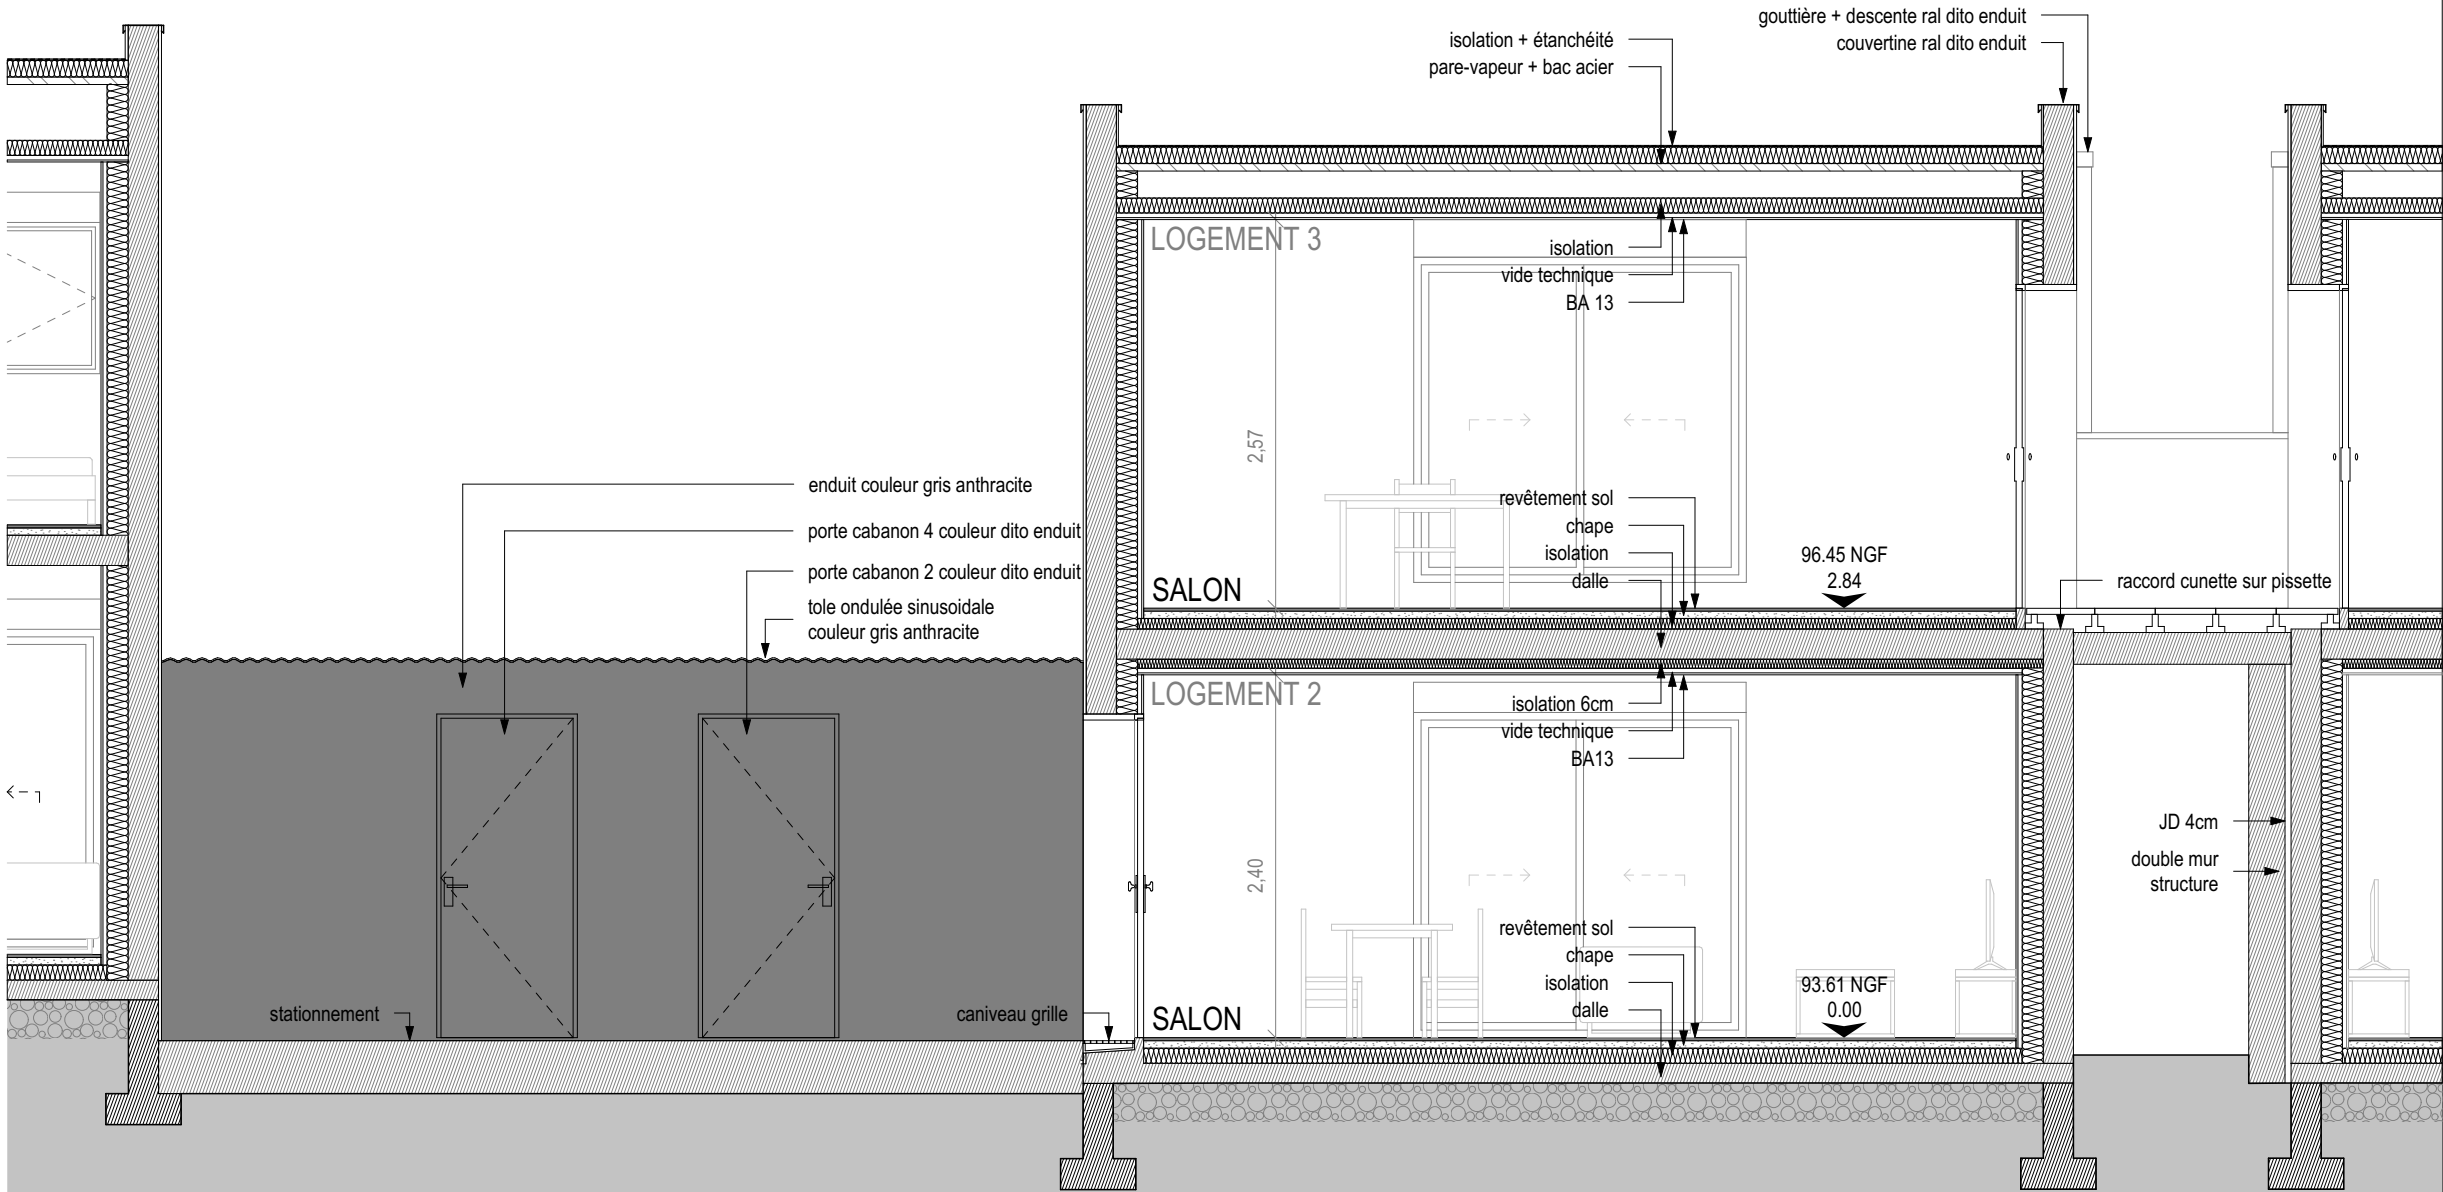 gouttière + descente ral dito enduit
couvertine ral dito enduit
isolation + étanchéité
pare-vapeur + bac acier
LOGEMENT 3
isolation
vide technique
BA 13
2,57
enduit couleur gris anthracite
porte cabanon 4 couleur dito enduit
porte cabanon 2 couleur dito enduit
tole ondulée sinusoidale
couleur gris anthracite
revêtement sol
chape
isolation
dalle
SALON
96.45 NGF
2.84
raccord cunette sur pissette
LOGEMENT 2
isolation 6cm
vide technique
BA13
2,40
JD 4cm
double mur
structure
revêtement sol
chape
isolation
dalle
93.61 NGF
0.00
stationnement
caniveau grille
SALON